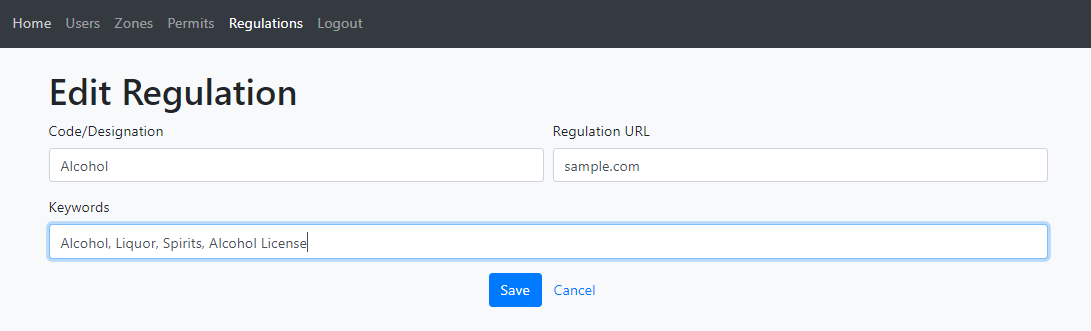 Home Users Zones Permits Regulations Logout
Edit Regulation
Code/Designation Regulation URL
Alcohol sample.com
Keywords
Alcohol, Liquor, Spirits, Alcohol License
Save Cancel